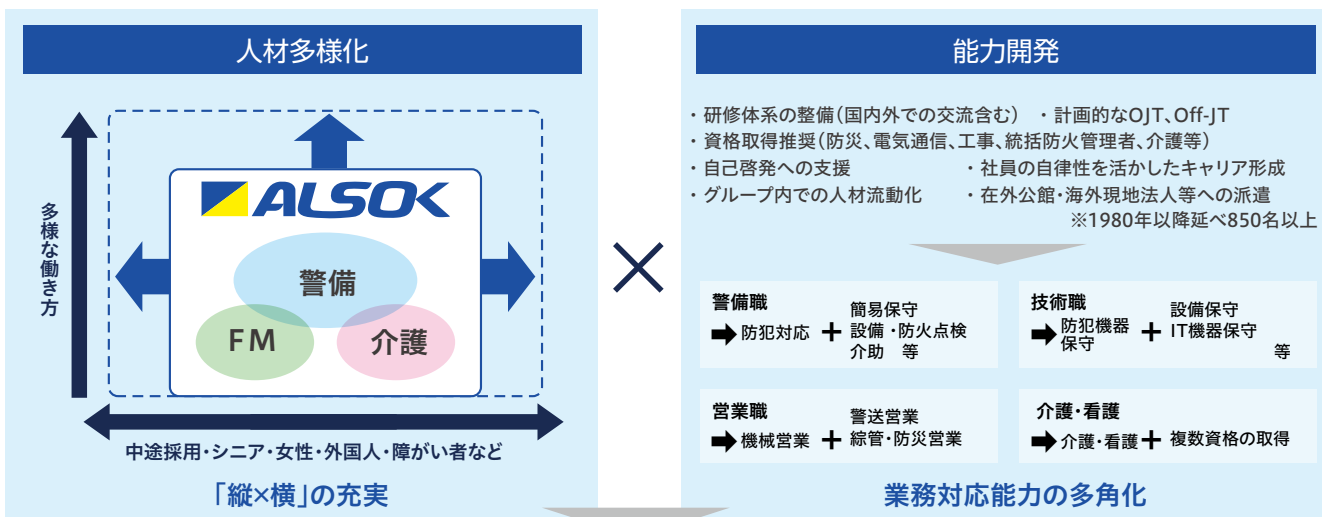 人材多様化
多様な働き方
ALSOK
警備
FM
介護
中途採用・シニア・女性・外国人・障がい者など
「縦×横」の充実
×
能力開発
・研修体系の整備(国内外での交流含む) ・計画的なOJT、Off-JT
・資格取得推奨(防災、電気通信、工事、統括防火管理者、介護等)
・自己啓発への支援 ・社員の自律性を活かしたキャリア形成
・グループ内での人材流動化 ・在外公館・海外現地法人等への派遣
※1980年以降延べ850名以上
警備職
➡防犯対応 +
簡易保守
設備・防火点検
介助 等
技術職
➡防犯機器
保守
+
設備保守
IT機器保守
等
営業職
➡機械営業 +
警送営業
綜管・防災営業
介護・看護
➡介護・看護+ 複数資格の取得
業務対応能力の多角化